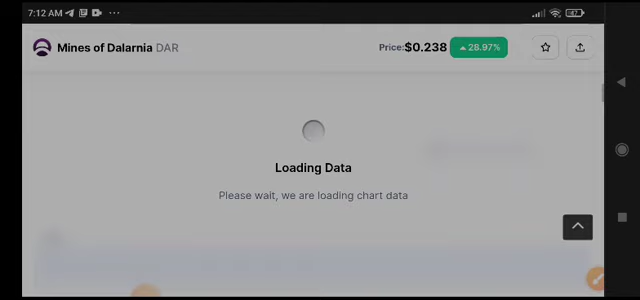 7:12 AM
Mines of Dalarnia DAR Price:$0.238 28.97%
Loading Data
Please wait, we are loading chart data